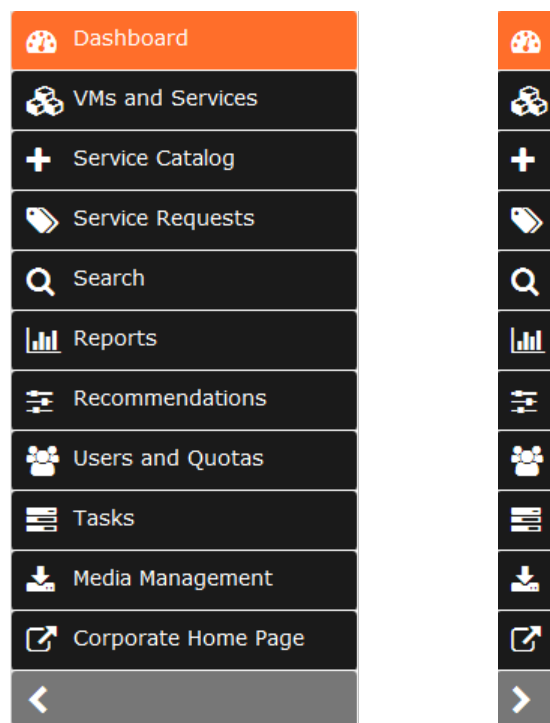 Dashboard
VMs and Services
Service Catalog
Service Requests
Search
Reports
Recommendations
Users and Quotas
Tasks
Media Management
Corporate Home Page